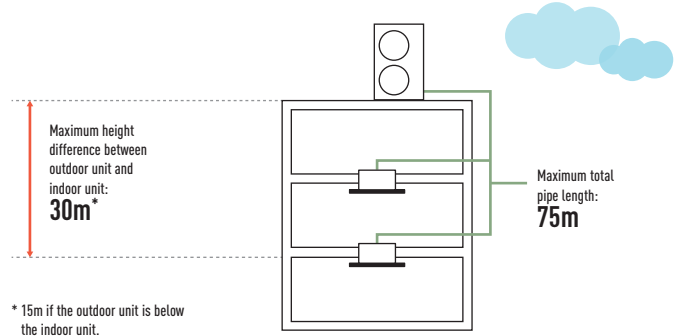 Maximum height
difference between
outdoor unit and
indoor unit:
30m*
Maximum total
pipe length:
75m
* 15m if the outdoor unit is below
the indoor unit.